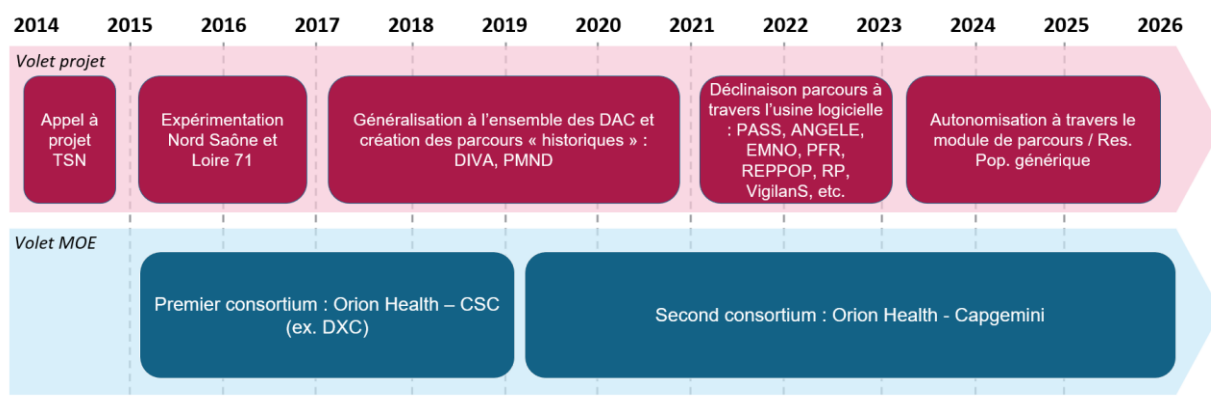 2014 2015 2016 2017 2018 2019 2020 2021 2022 2023 2024 2025 2026
Volet projet
Appel à
projet
TSN
Expérimentation
Nord Saône et
Loire 71
Généralisation à l'ensemble des DAC et
création des parcours « historiques » :
DIVA, PMND
Déclinaison parcours à
travers l'usine logicielle
: PASS, ANGELE,
EMNO, PFR,
REPPOP, RP,
VigilanS, etc.
Autonomisation à travers le
module de parcours / Res.
Pop. générique
Volet MOE
Premier consortium : Orion Health – CSC
(ex. DXC)
Second consortium : Orion Health - Capgemini